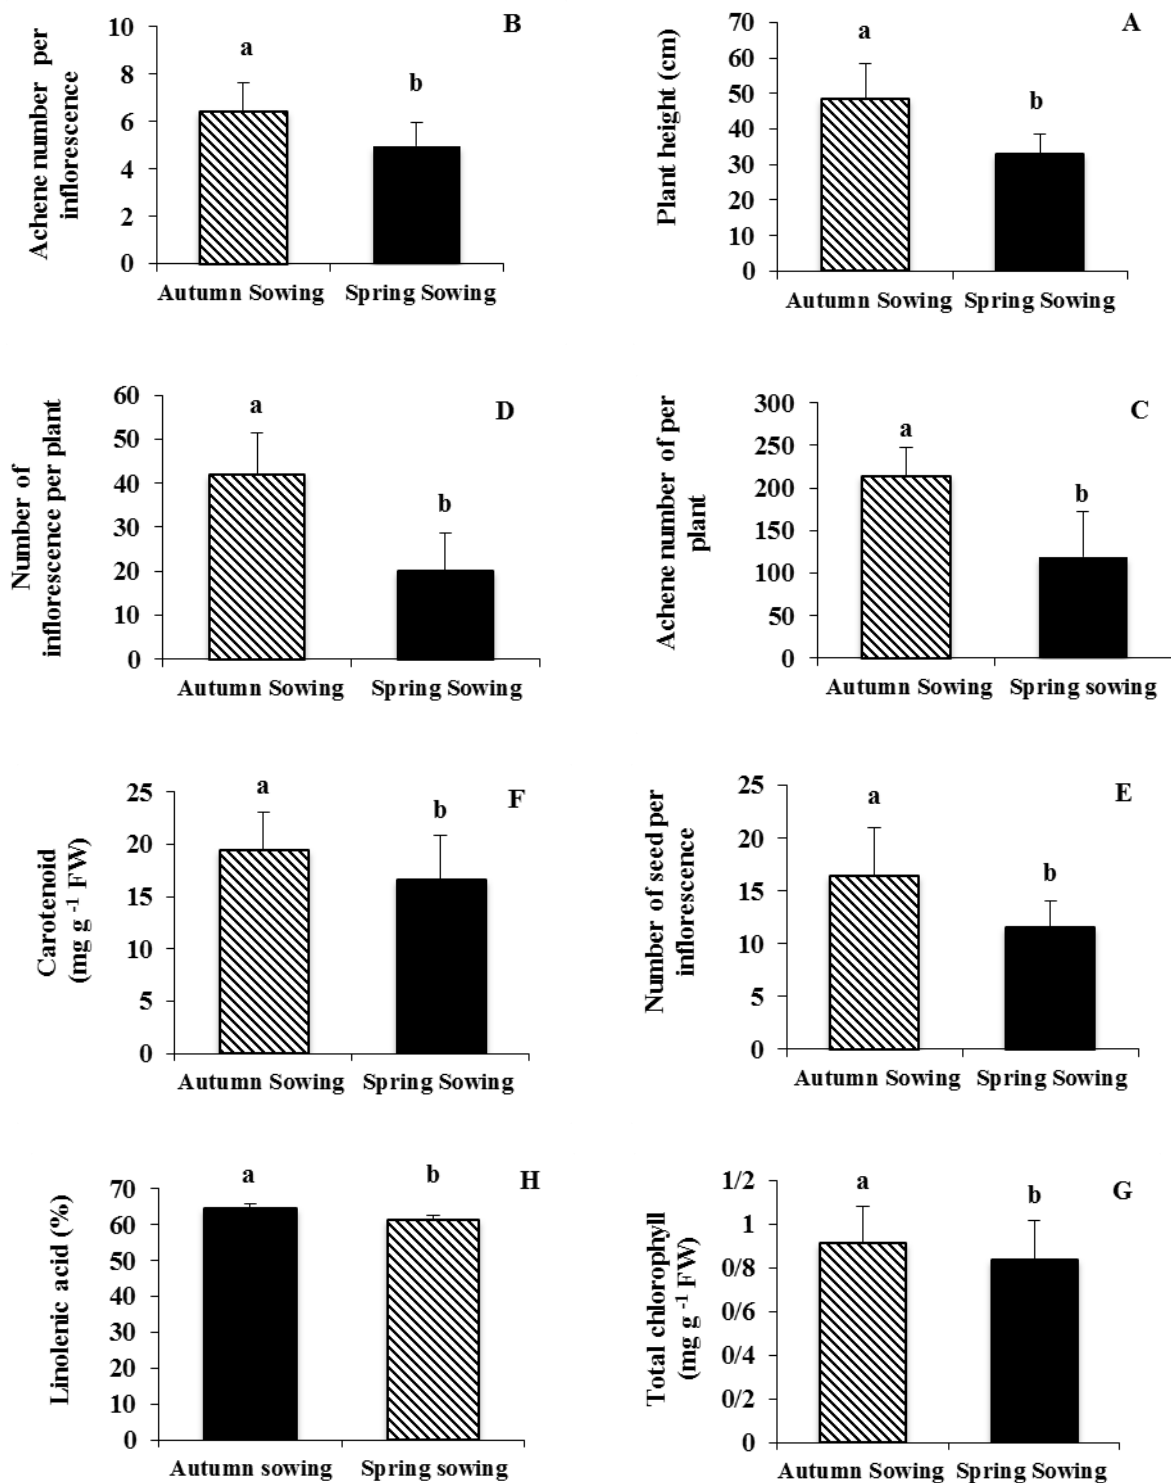 B
Achene number per
inflorescence
10
8
6
4
2
0
a
b
Autumn Sowing
Spring Sowing
A
Plant height (cm)
70
60
50
40
30
20
10
0
a
b
Autumn Sowing
Spring Sowing
D
Number of
inflorescence per plant
60
50
40
30
20
10
0
a
b
Autumn Sowing
Spring Sowing
C
Achene number of per
plant
300
250
200
150
100
50
0
a
b
Autumn Sowing
Spring sowing
F
Carotenoid
(mg g -1 FW)
25
20
15
10
5
0
a
b
Autumn Sowing
Spring Sowing
E
Number of seed per
inflorescence
25
20
15
10
5
0
a
b
Autumn Sowing
Spring Sowing
H
Linolenic acid (%)
70
60
50
40
30
20
10
0
a
b
Autumn sowing
Spring sowing
G
Total chlorophyll
(mg g -1 FW)
1/2
1
0/8
0/6
0/4
0/2
0
a
b
Autumn Sowing
Spring Sowing